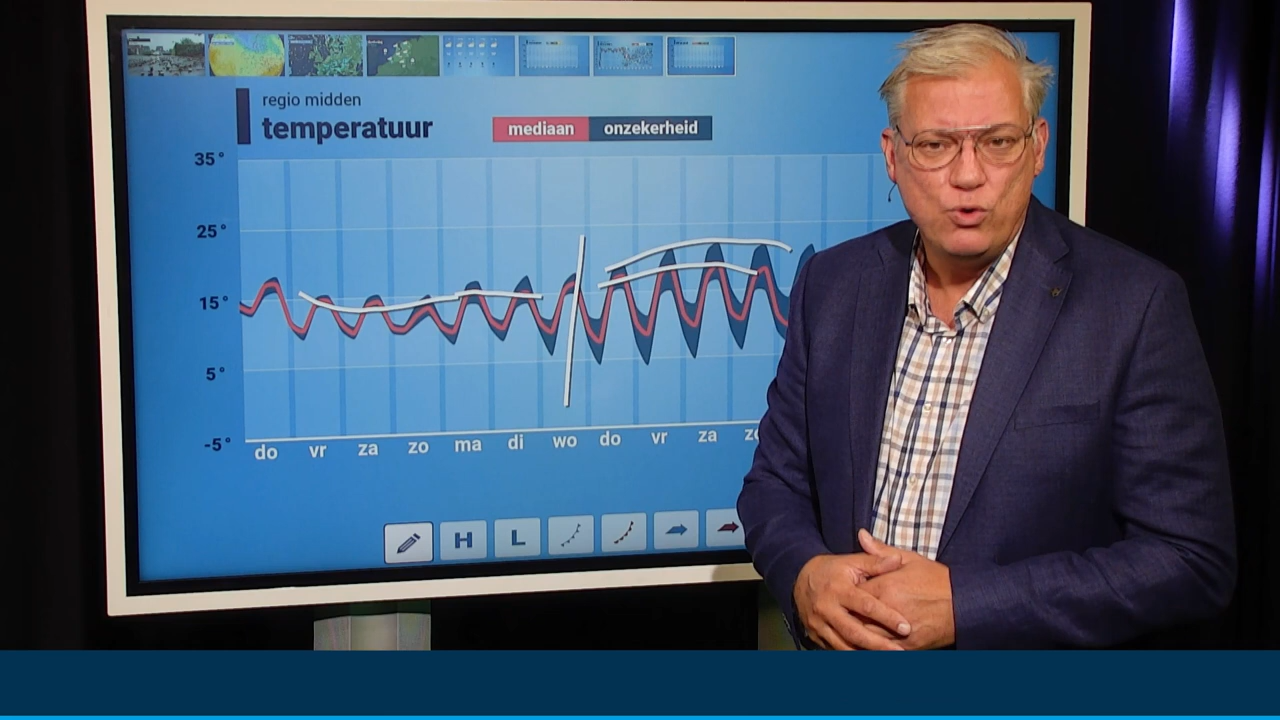 regio midden
temperatuur
mediaan onzekerheid
35°
25°
15°
5°
-5°
do vr za zo ma di wo do vr za
H L